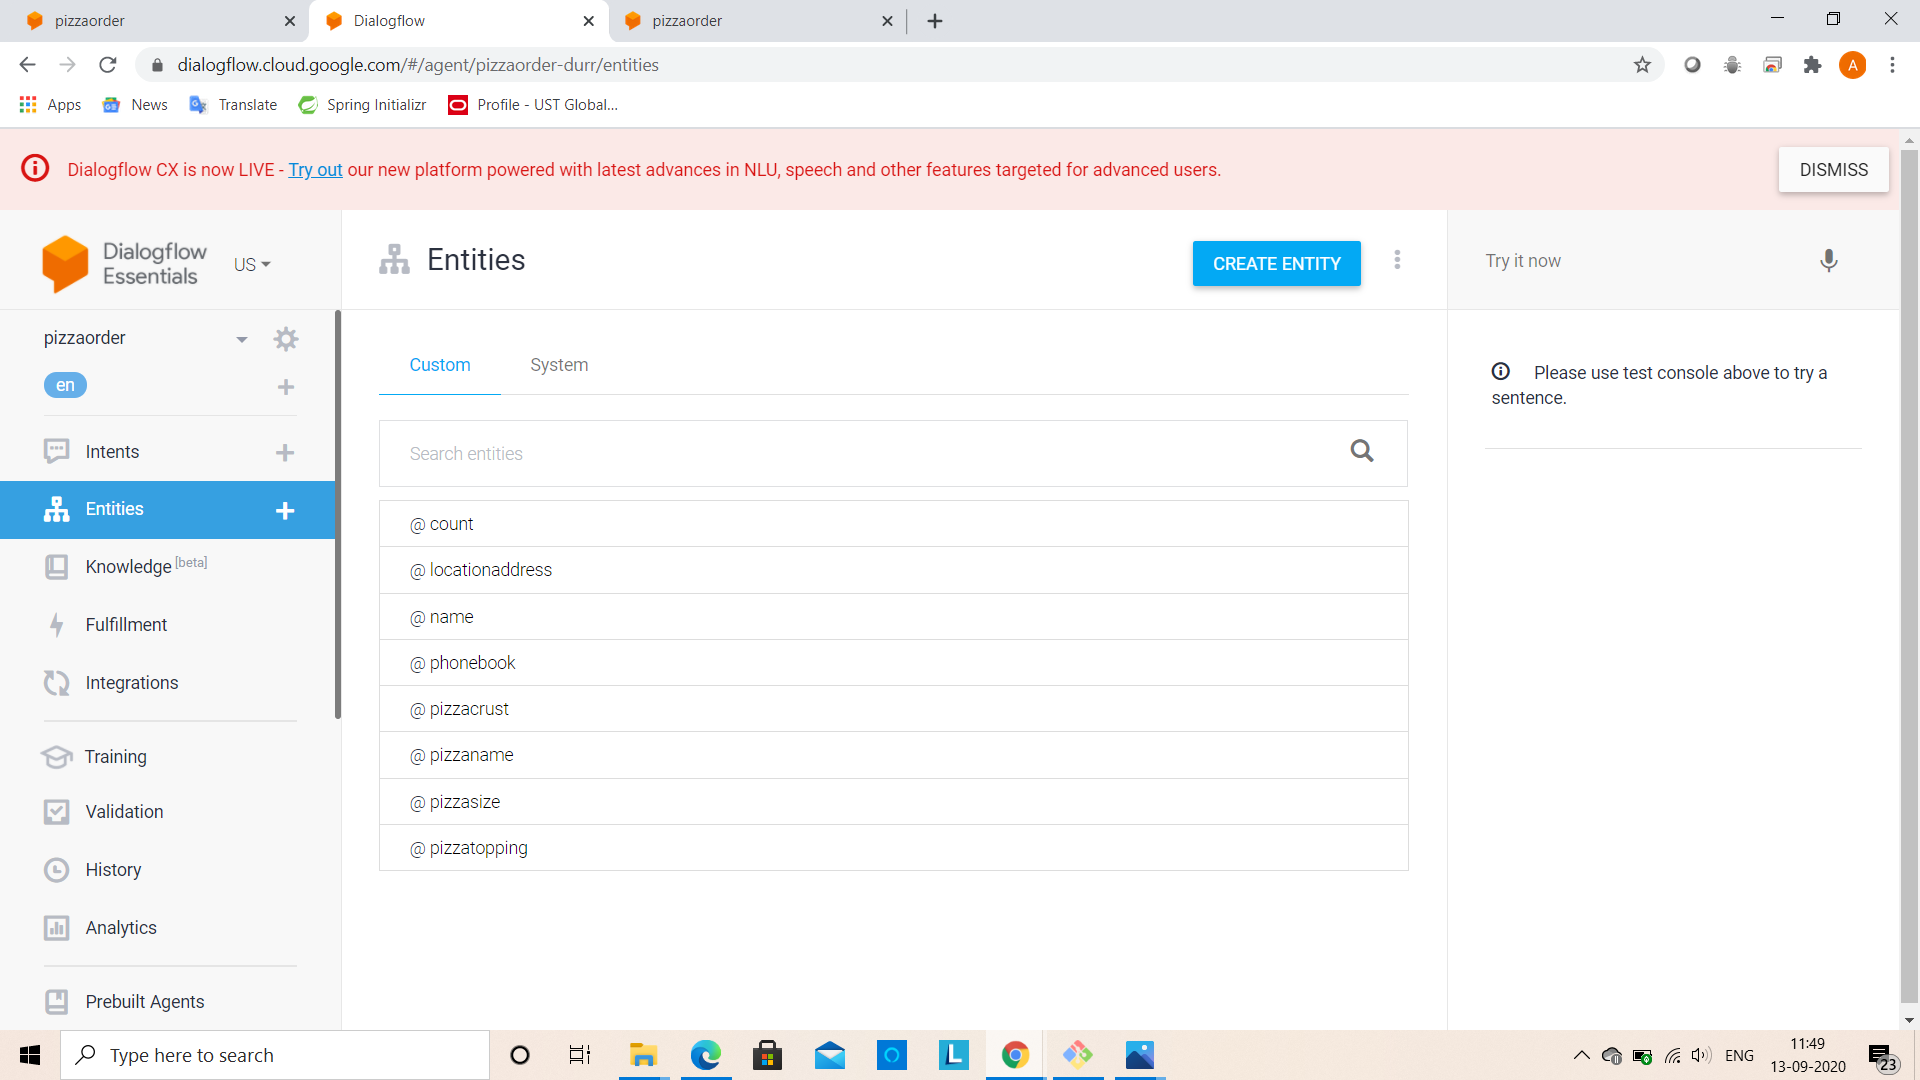 pizzaorder
Dialogflow
pizzaorder
dialogflow.cloud.google.com/#/agent/pizzaorder-durr/entities
A
Apps
News
Translate
Spring Initializr
Profile - UST Global...
Dialogflow CX is now LIVE - Try out our new platform powered with latest advances in NLU, speech and other features targeted for advanced users.
DISMISS
Dialogflow
Essentials
US
Entities
CREATE ENTITY
Try it now
pizzaorder
en
Custom
System
Please use test console above to try a
sentence.
Search entities
Intents
Entities
Knowledge [beta]
Fulfillment
Integrations
Training
Validation
History
Analytics
Prebuilt Agents
@ count
@ locationaddress
@ name
@ phonebook
@ pizzacrust
@ pizzaname
@ pizzasize
@ pizzatopping
Type here to search
L
ENG
11:49
13-09-2020
23